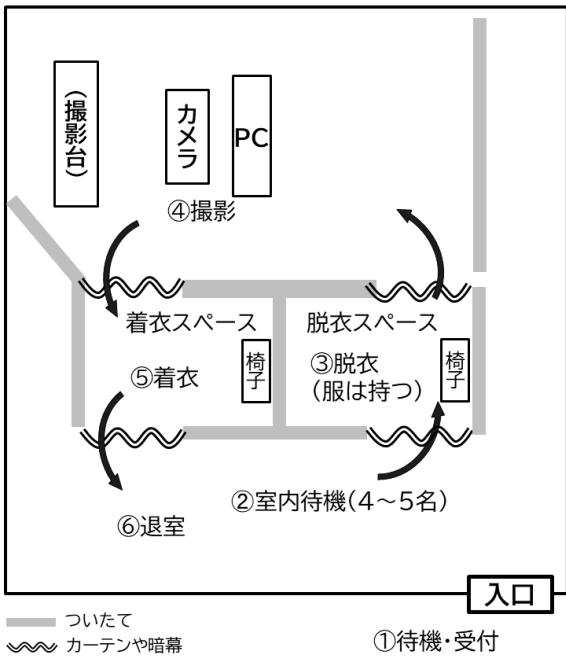 （撮影台）
カメラ
PC
④撮影
着衣スペース
脱衣スペース
⑤着衣
椅子
③脱衣
（服は持つ）
椅子
②室内待機（４～５名）
⑥退室
入口
ついたて
カーテンや暗幕
①待機・受付